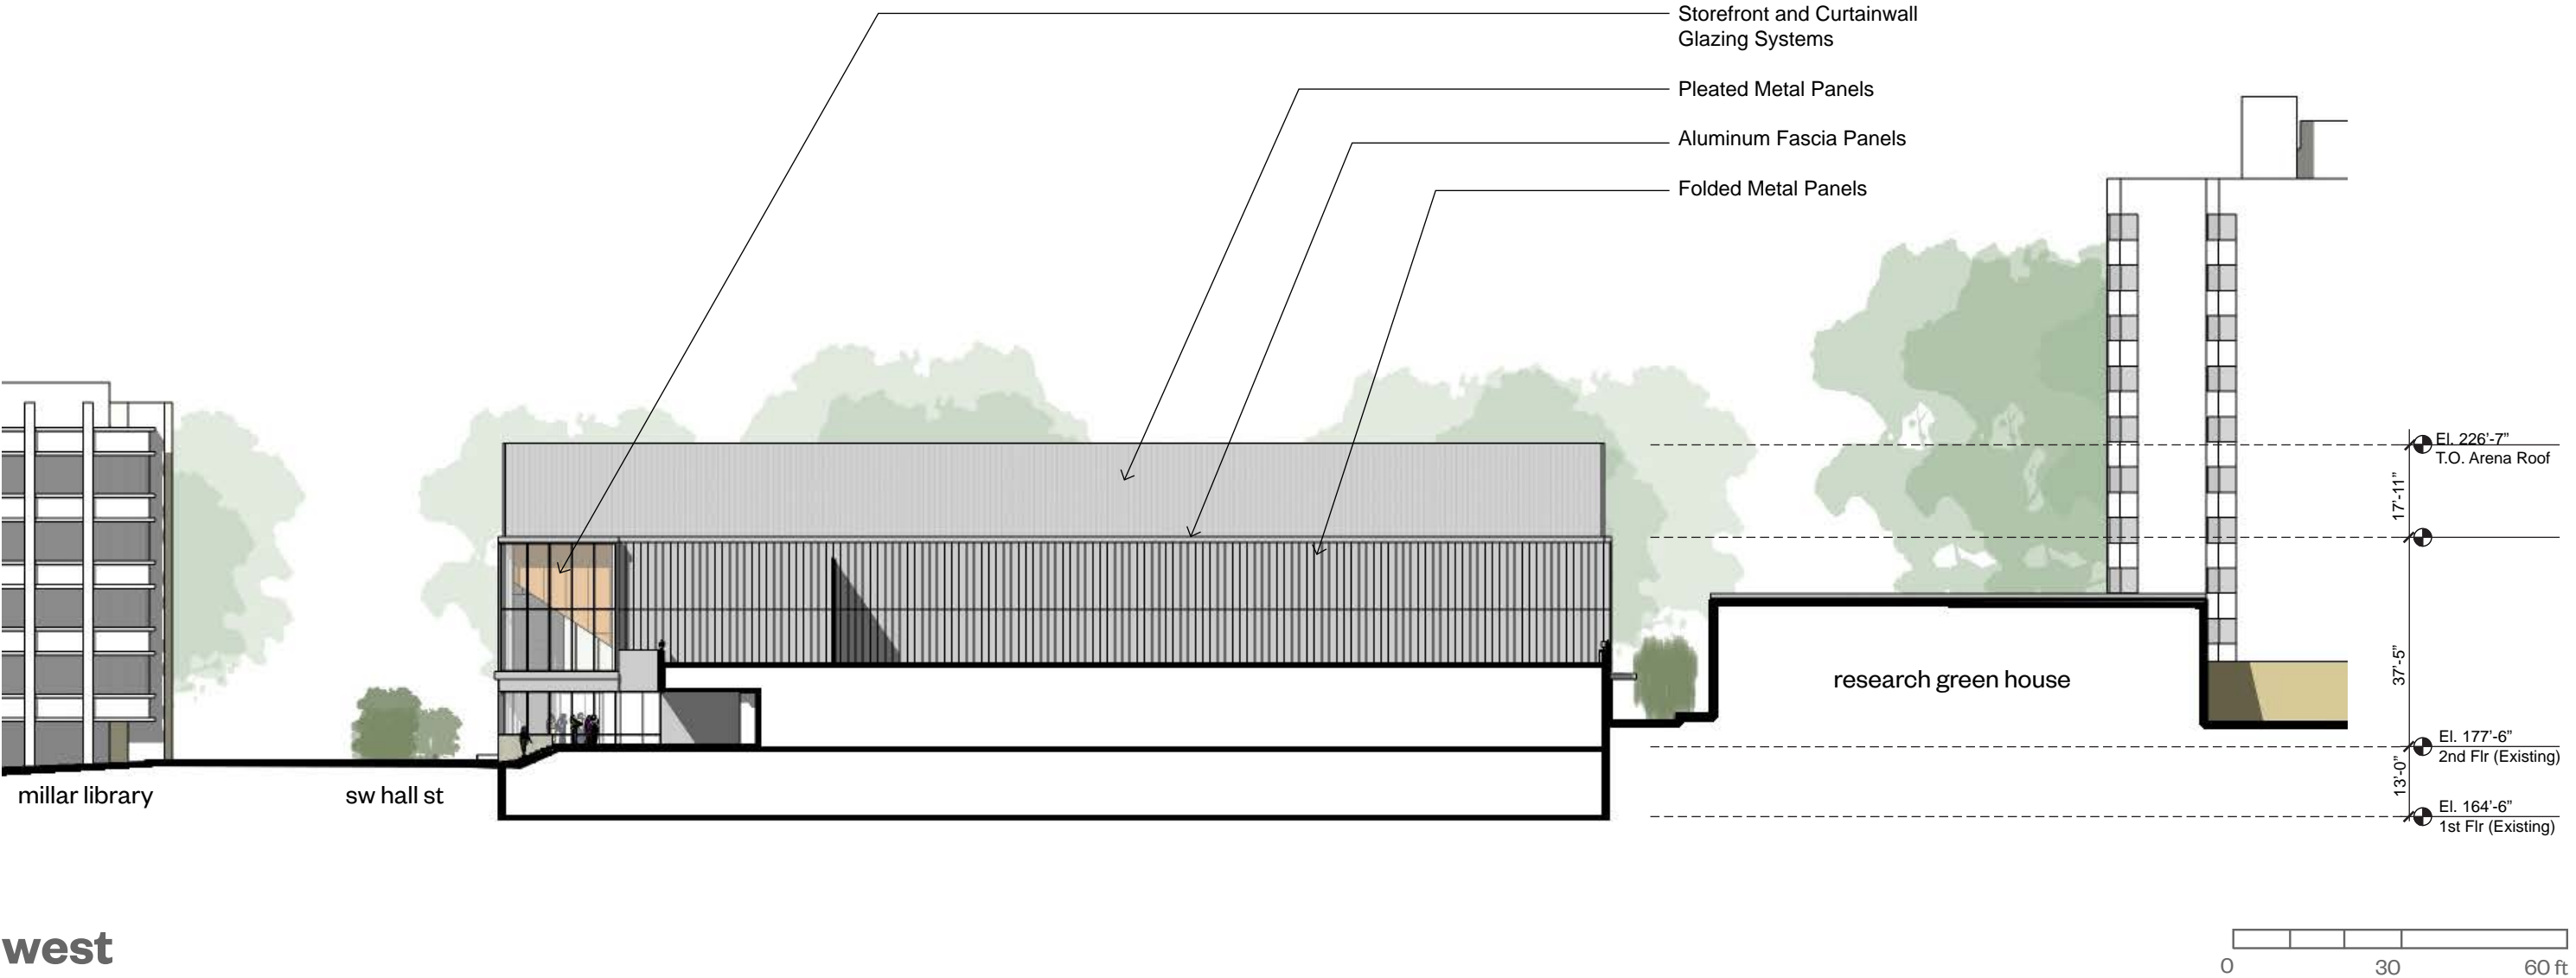 Storefront and Curtainwall
Glazing Systems
Pleated Metal Panels
Aluminum Fascia Panels
Folded Metal Panels
El. 226'-7"
T.O. Arena Roof
17'-11"
research green house
37'-5"
El. 177'-6"
2nd Flr (Existing)
13'-0"
El. 164'-6"
1st Flr (Existing)
millar library
sw hall st
west
0 30 60 ft